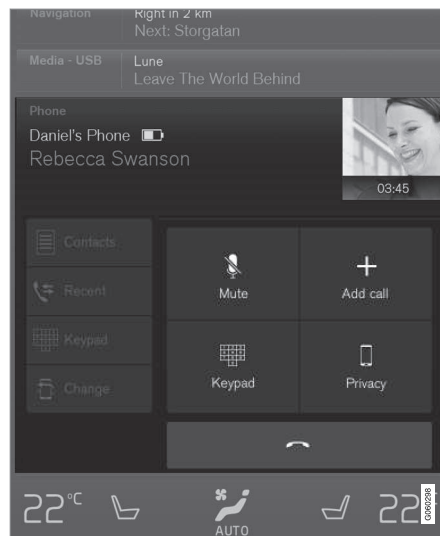 Navigation
Right in 2 km
Next: Storgatan
Media - USB
Lune
Leave The World Behind
Phone
Daniel's Phone
Rebecca Swanson
03:45
Contacts
Recent
Keypad
Change
Mute
Add call
Keypad
Privacy
22°C
AUTO
22°
G060298